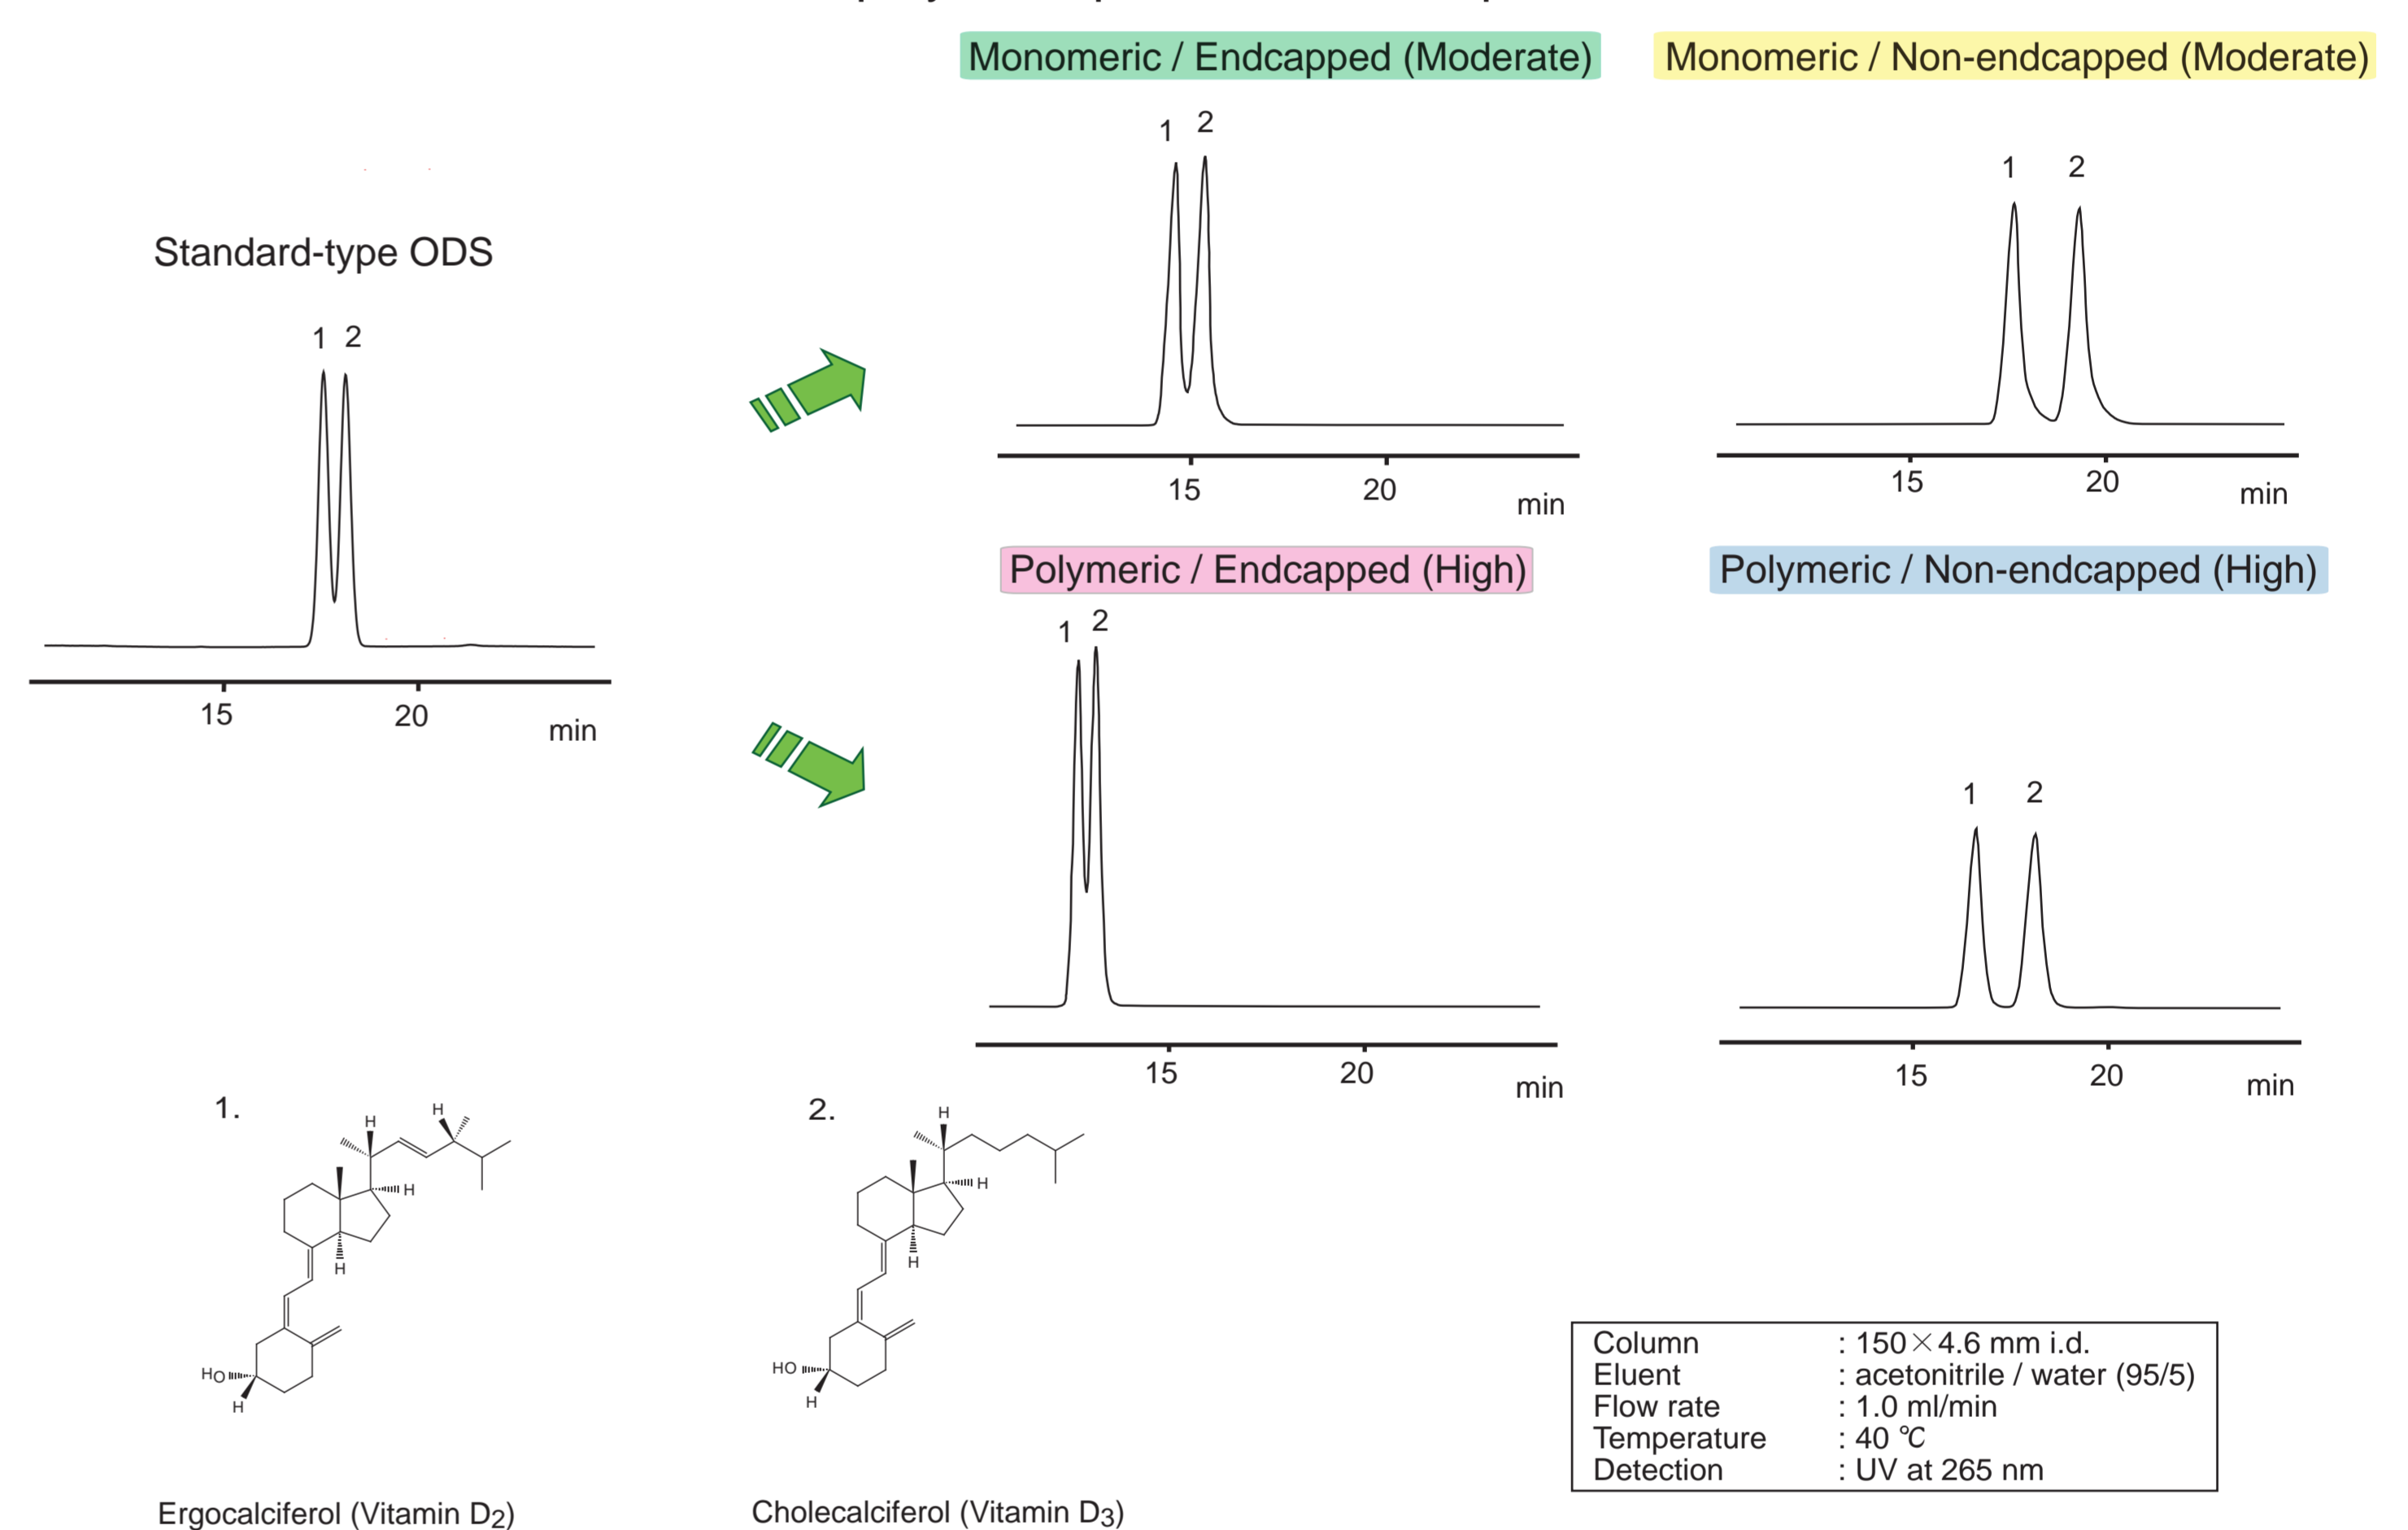 Monomeric / Endcapped (Moderate)
Monomeric / Non-endcapped (Moderate)
1 2
1 2
Standard-type ODS
1 2
15 20 min
15 20 min
15 20 min
Polymeric / Endcapped (High)
Polymeric / Non-endcapped (High)
1 2
1 2
15 20 min
15 20 min
1.
H
H
H
H
HO
H
2.
H
H
H
HO
H
Column : 150×4.6 mm i.d.
Eluent : acetonitrile / water (95/5)
Flow rate : 1.0 ml/min
Temperature : 40 ℃
Detection : UV at 265 nm
Ergocalciferol (Vitamin D2)
Cholecalciferol (Vitamin D3)